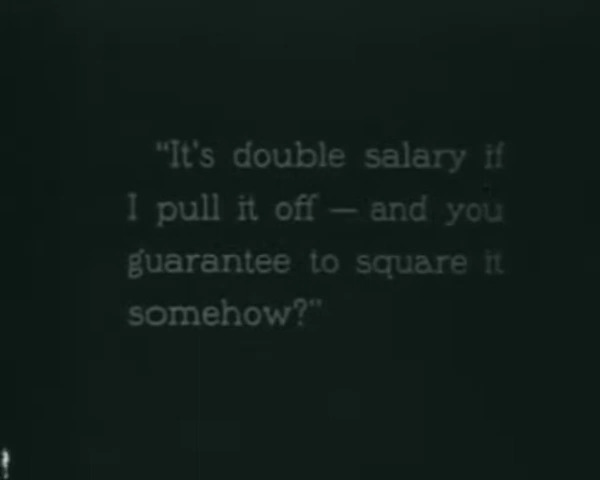 "It's double salary if
I pull it off — and you
guarantee to square it
somehow?"